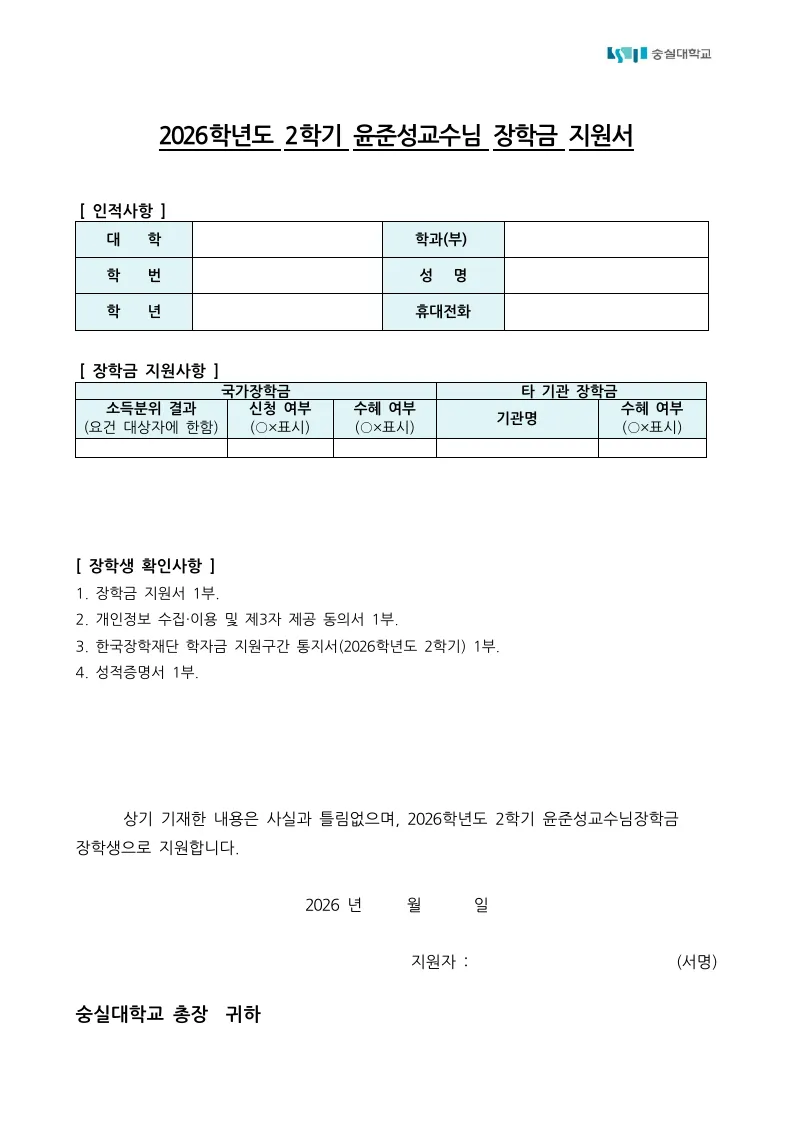 숭실대학교
2026학년도 2학기 윤준성교수님 장학금 지원서
[ 인적사항 ]
대 학 학과(부)
학 번 성 명
학 년 휴대전화
[ 장학금 지원사항 ]
국가장학금 타 기관 장학금
소득분위 결과 신청 여부 수혜 여부 기관명 수혜 여부
(요건 대상자에 한함) (○×표시) (○×표시) (○×표시)
[ 장학생 확인사항 ]
1. 장학금 지원서 1부.
2. 개인정보 수집·이용 및 제3자 제공 동의서 1부.
3. 한국장학재단 학자금 지원구간 통지서(2026학년도 2학기) 1부.
4. 성적증명서 1부.
상기 기재한 내용은 사실과 틀림없으며, 2026학년도 2학기 윤준성교수님장학금
장학생으로 지원합니다.
2026 년 월 일
지원자 : (서명)
숭실대학교 총장 귀하